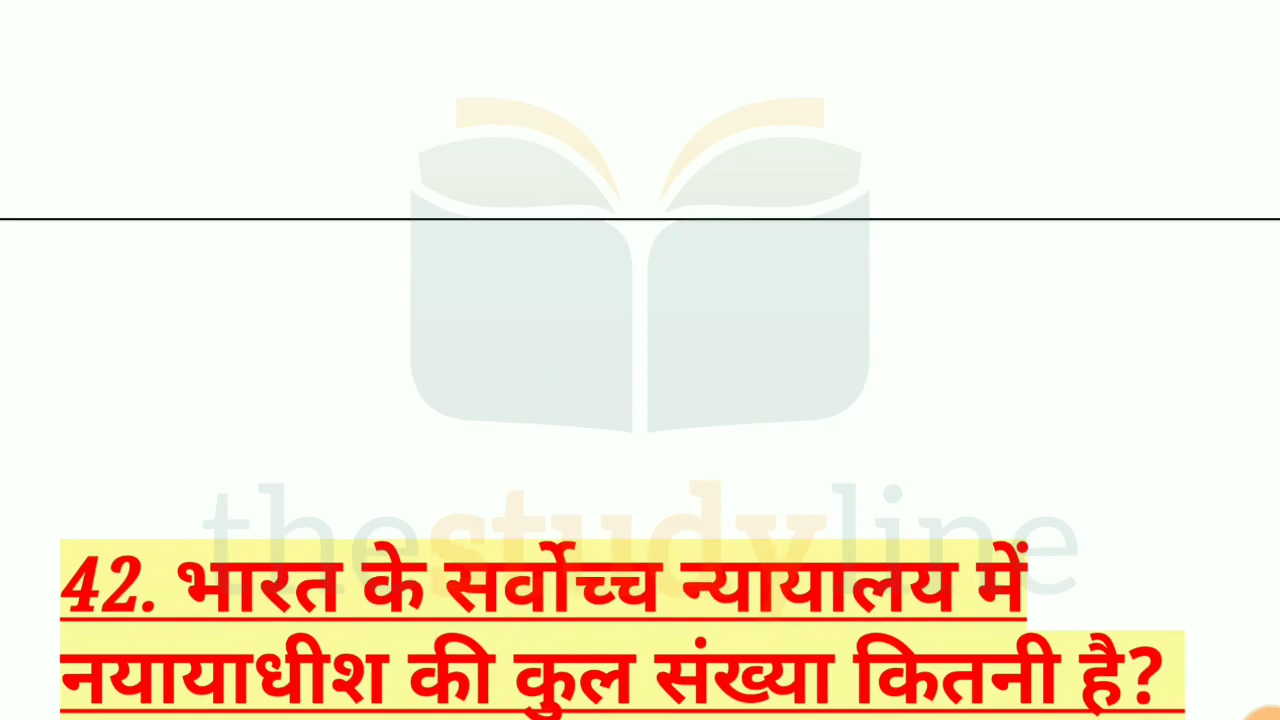 thestudyline
42. भारत के सर्वोच्च न्यायालय में
नयायाधीश की कुल संख्या कितनी है?